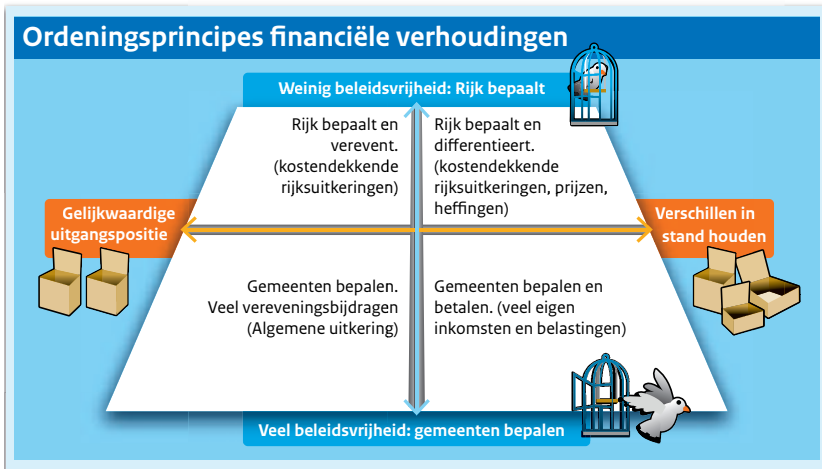 Ordeningsprincipes financiële verhoudingen
Weinig beleidsvrijheid: Rijk bepaalt
Rijk bepaalt en
verevent.
(kostendekkende
rijksuitkeringen)
Rijk bepaalt en
differentieert.
(kostendekkende
rijksuitkeringen, prijzen,
heffingen)
Gelijkwaardige
uitgangspositie
Verschillen in
stand houden
Gemeenten bepalen.
Veel vereveningsbijdragen
(Algemene uitkering)
Gemeenten bepalen en
betalen. (veel eigen
inkomsten en belastingen)
Veel beleidsvrijheid: gemeenten bepalen